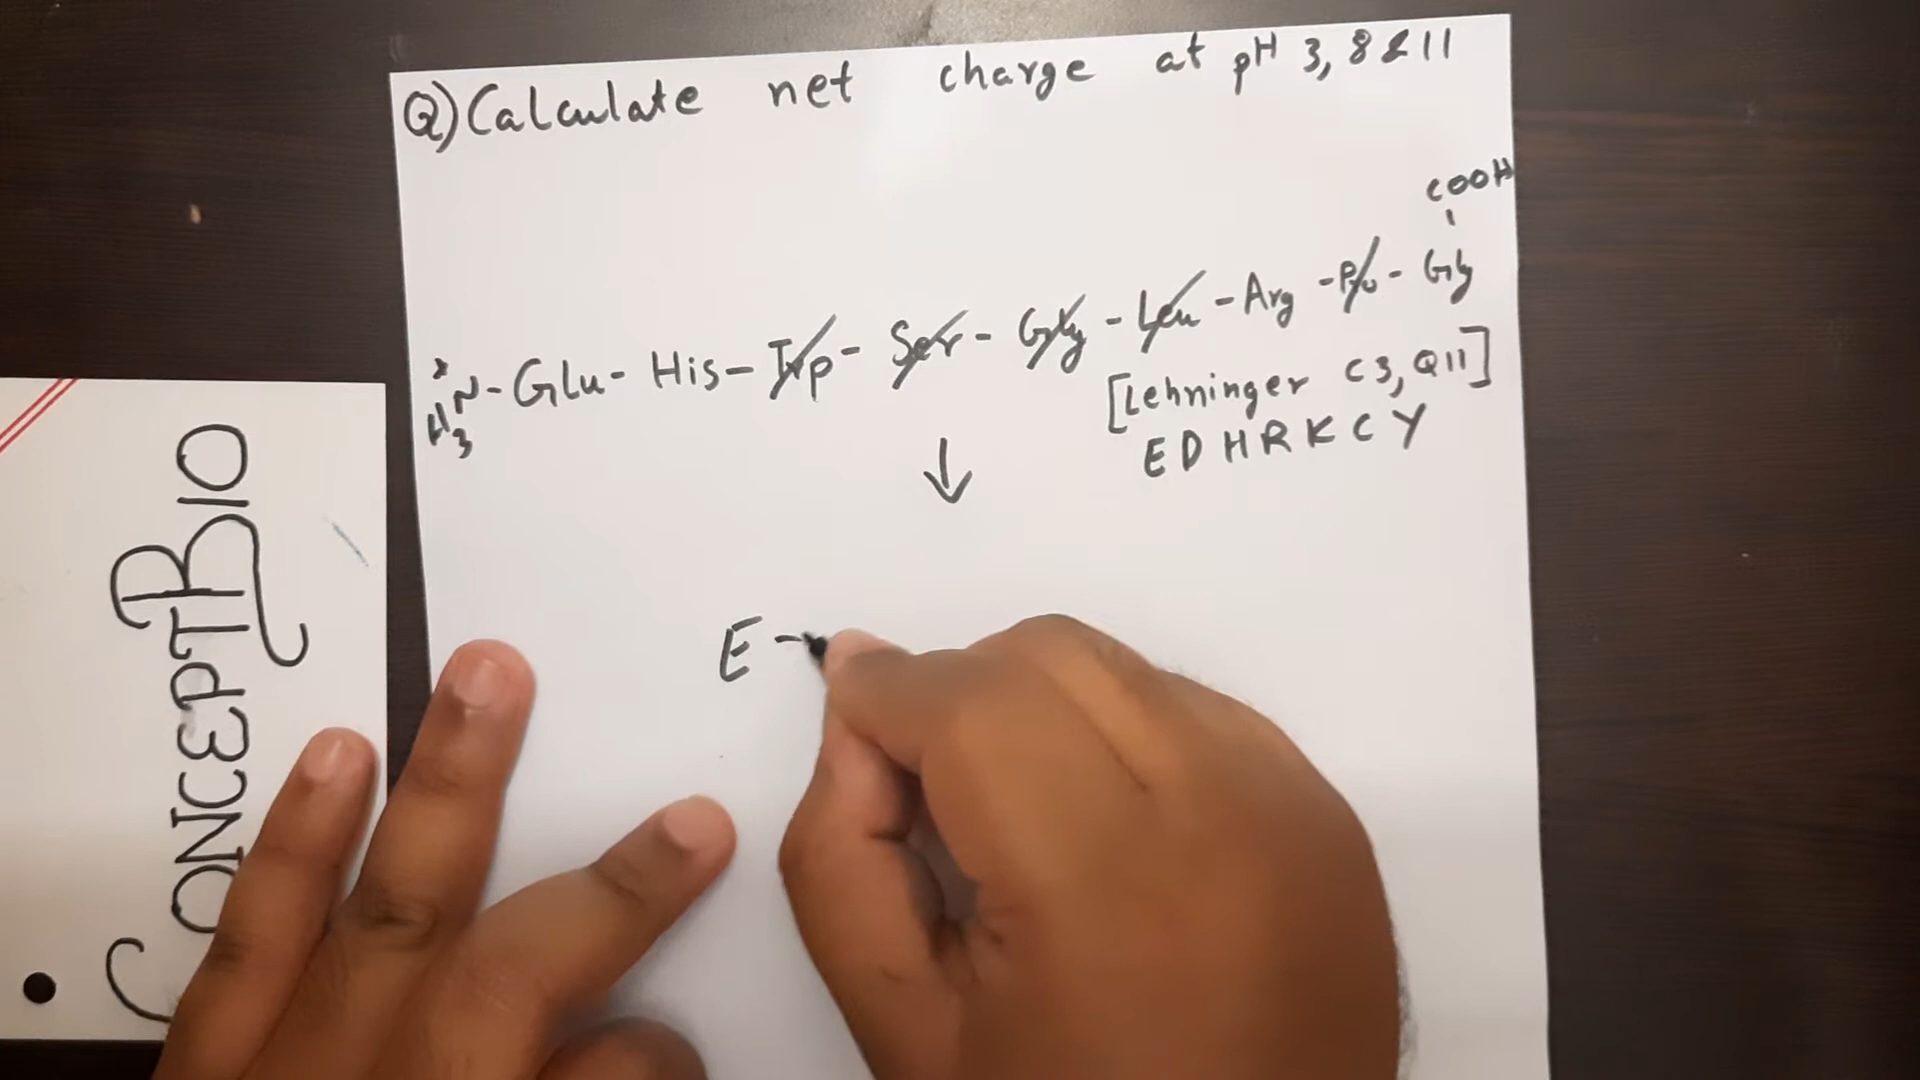 Q) Calculate net charge at pH 3, 8 & 11
COOH
H3N - Glu - His - Trp - Ser - Gly - Leu - Arg - Pro - Gly
[Lehninger C3, Q11]
E D H R K C Y
↓
E -
CONCEPTBIO